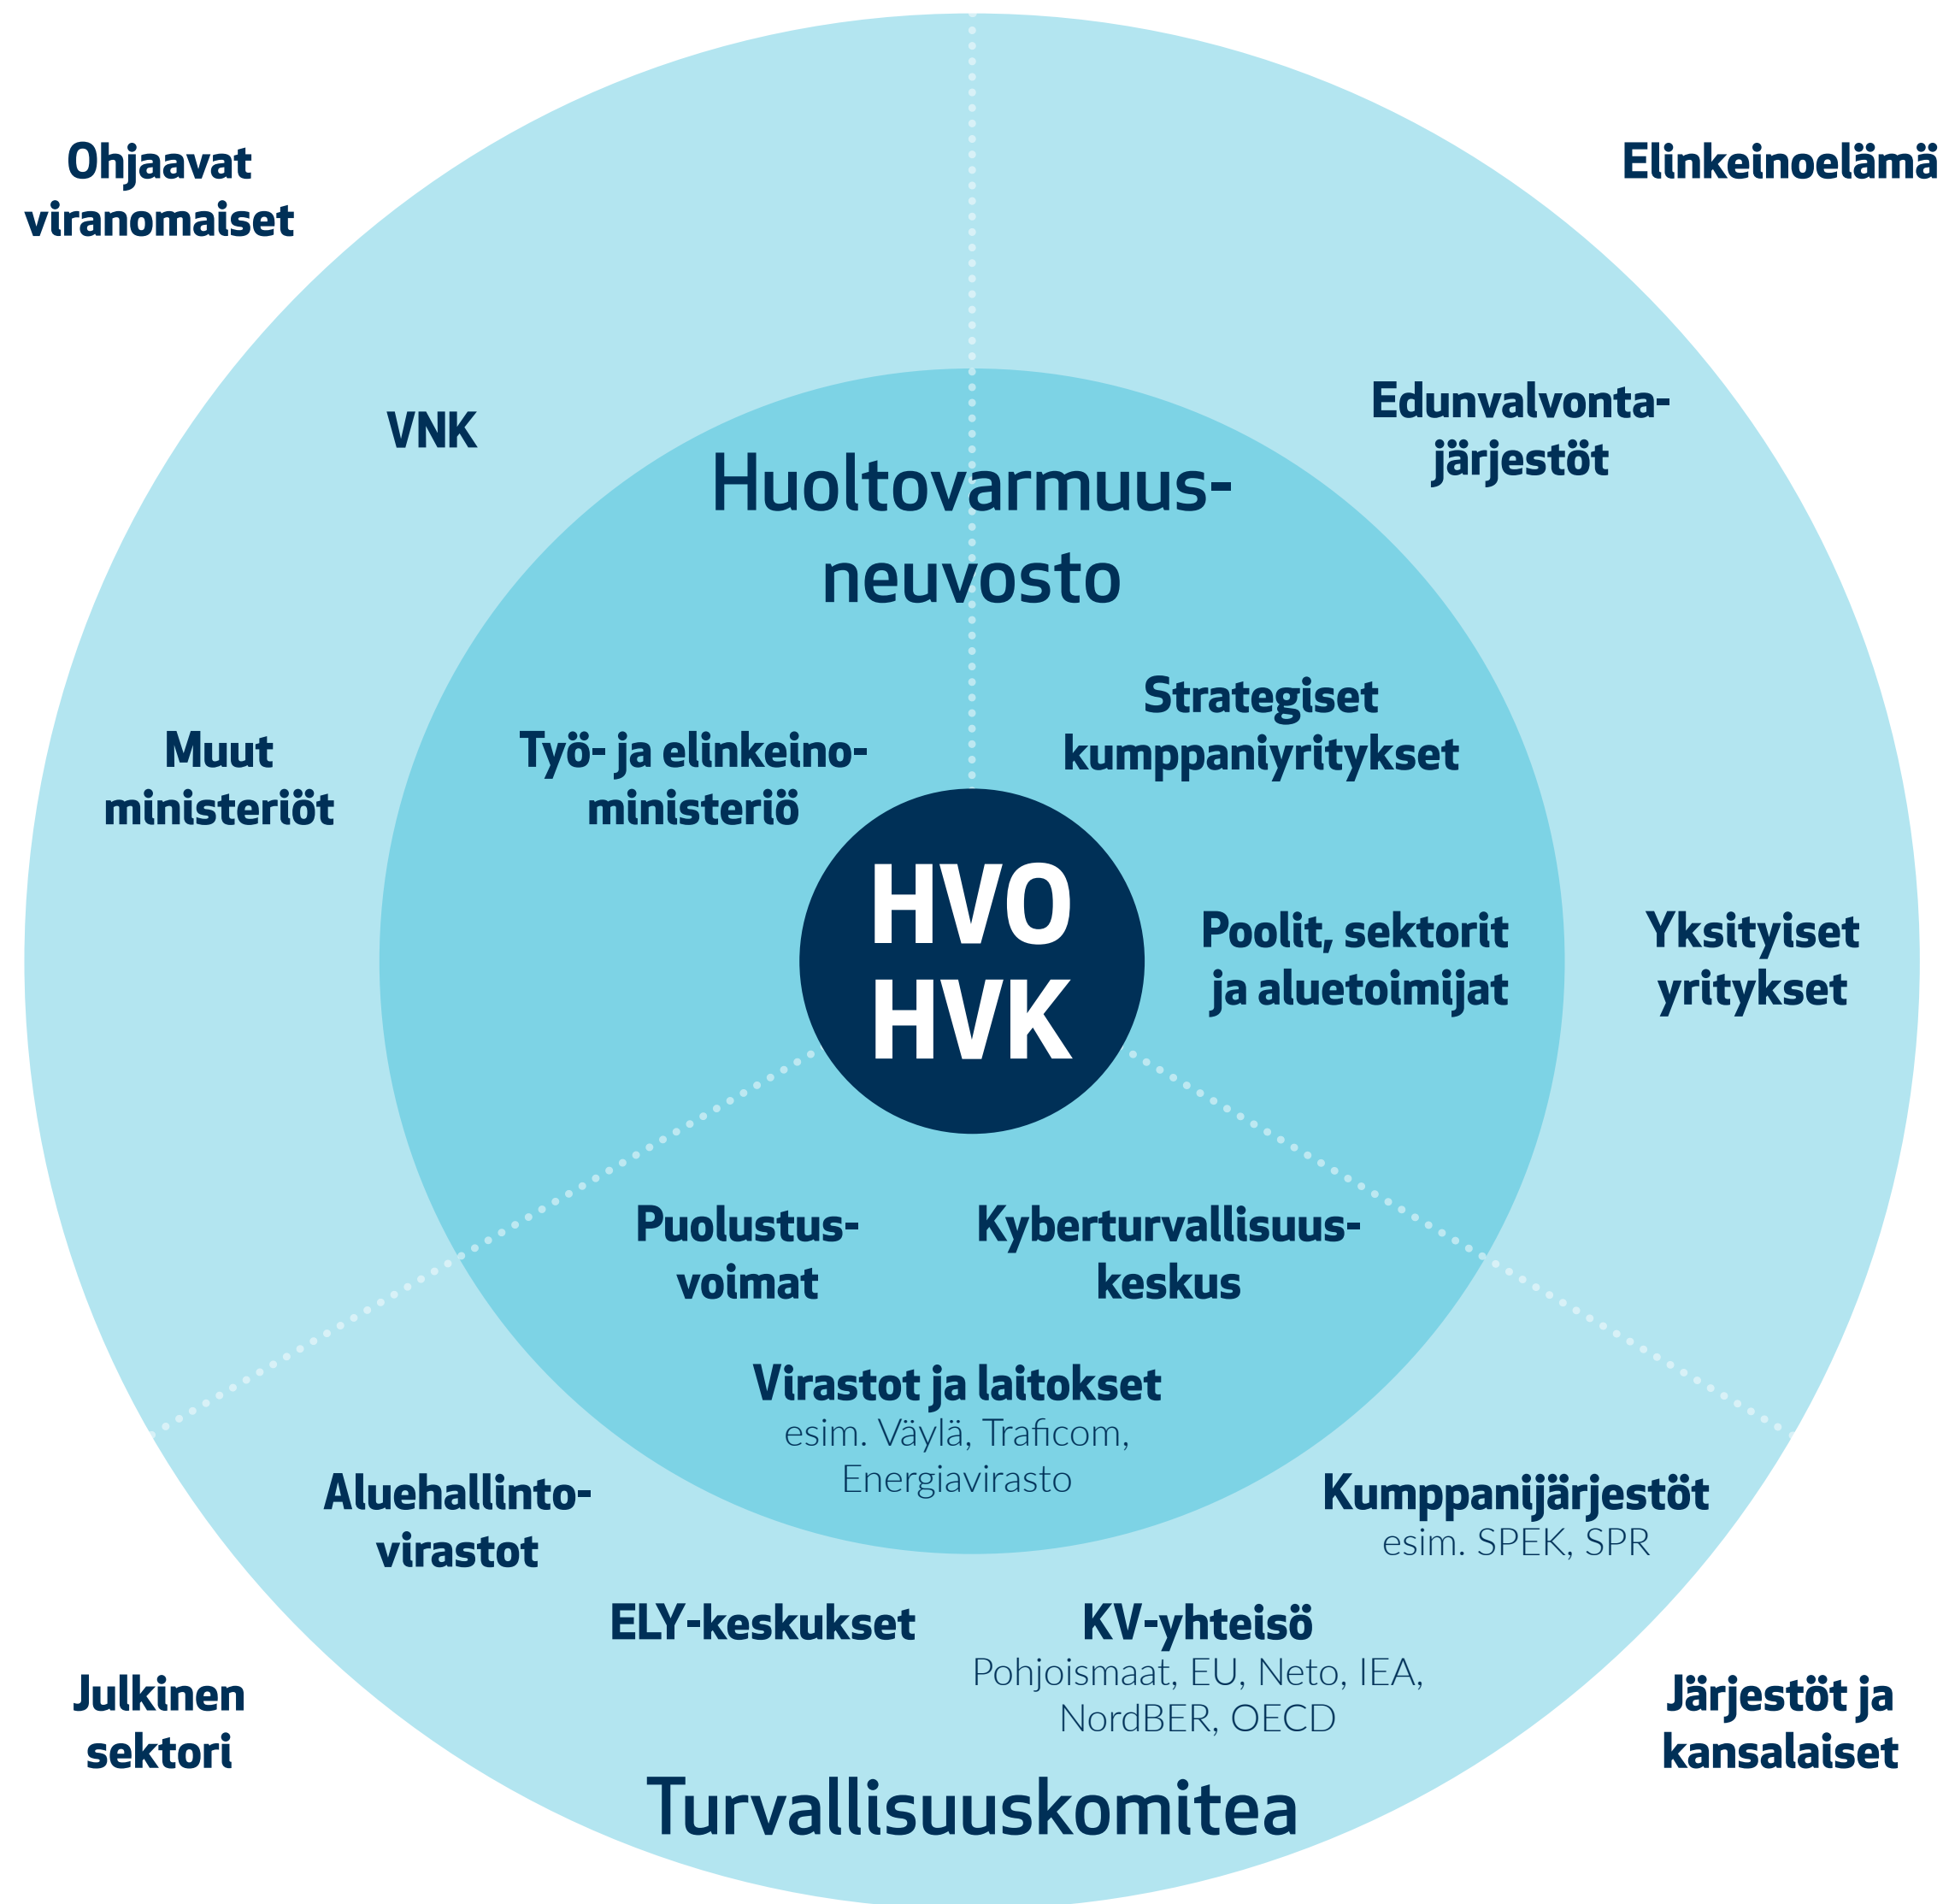 Ohjaavat
viranomaiset
Elinkeinoelämä
VNK
Edunvalvonta-
järjestöt
Huoltovarmuus-
neuvosto
Muut
ministeriöt
Työ- ja elinkeino-
ministeriö
Strategiset
kumppaniyritykset
HVO
HVK
Poolit, sektorit
ja aluetoimijat
Yksityiset
yritykset
Puolustus-
voimat
Kyberturvallisuus-
keskus
Virastot ja laitokset
esim. Väylä, Traficom,
Energiavirasto
Aluehallinto-
virastot
Kumppanijärjestöt
esim. SPEK, SPR
ELY-keskukset
KV-yhteisö
Pohjoismaat, EU, Neto, IEA,
NordBER, OECD
Julkinen
sektori
Järjestöt ja
kansalaiset
Turvallisuuskomitea